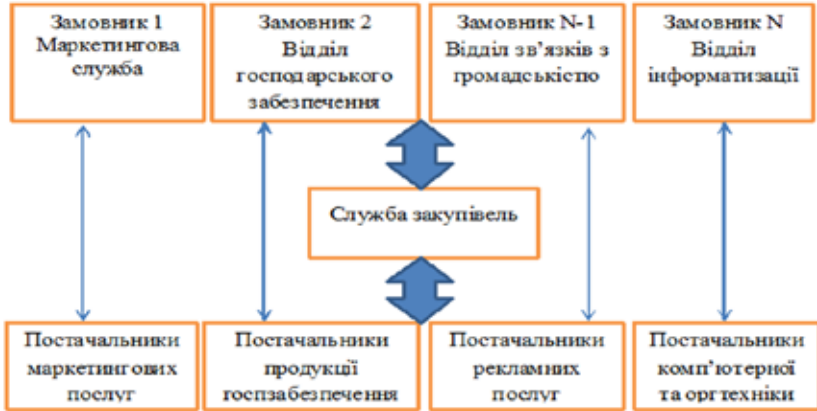 Замовник 1
Маркетингова
служба
Замовник 2
Відділ
господарського
забезпечення
Замовник N-1
Відділ зв’язків з
громадськістю
Замовник N
Відділ
інформатизації
Служба закупівель
Постачальники
маркетингових
послуг
Постачальники
продукції
госпзабезпечення
Постачальники
рекламних
послуг
Постачальники
комп’ютерної
та оргтехніки